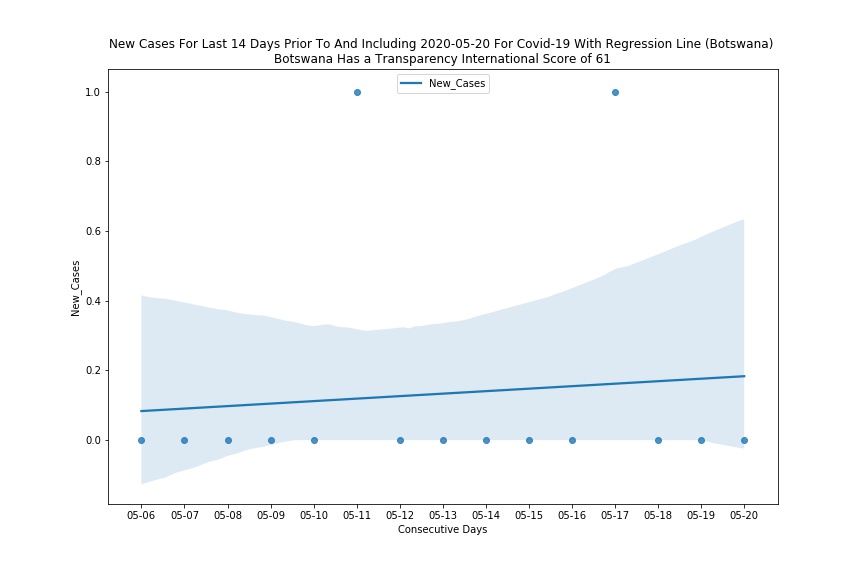 New Cases For Last 14 Days Prior To And Including 2020-05-20 For Covid-19 With Regression Line (Botswana)
Botswana Has a Transparency International Score of 61
New_Cases
1.0
0.8
0.6
0.4
0.2
0.0
New_Cases
05-06 05-07 05-08 05-09 05-10 05-11 05-12 05-13 05-14 05-15 05-16 05-17 05-18 05-19 05-20
Consecutive Days